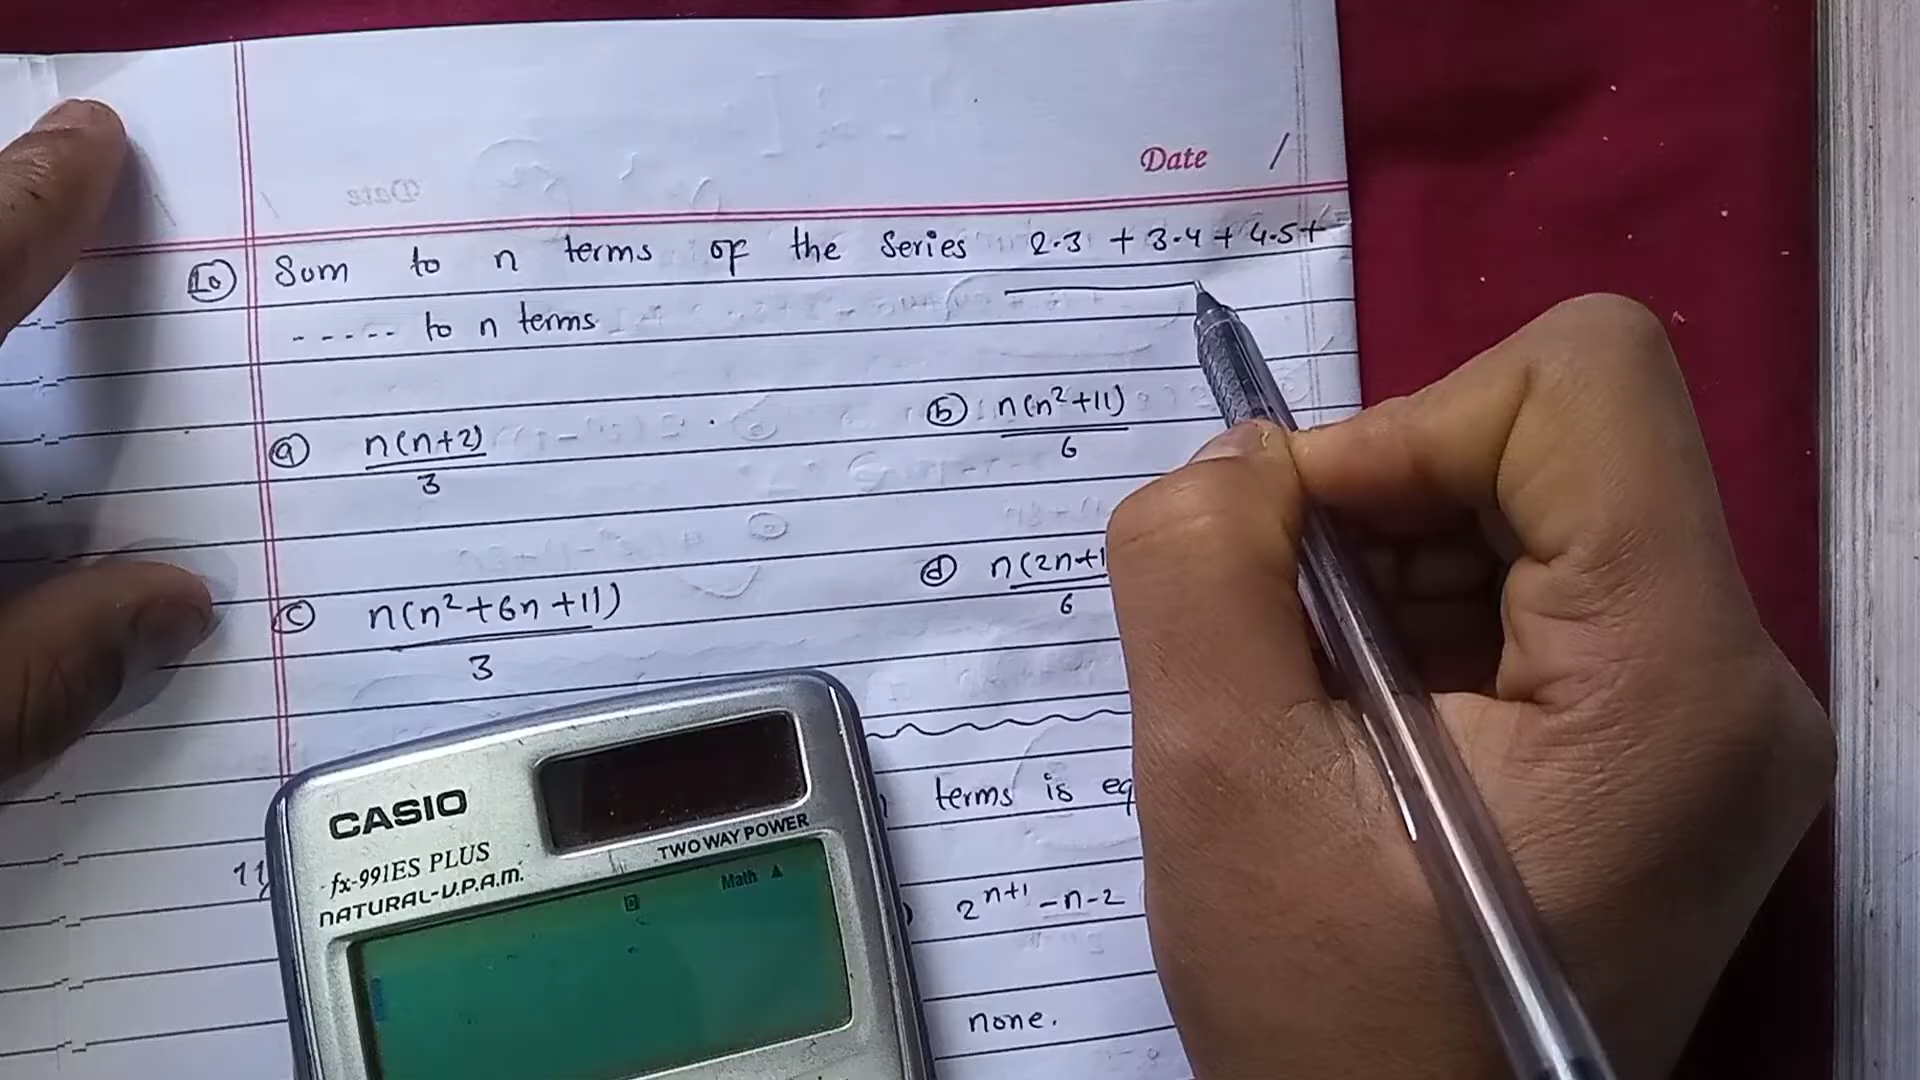 Date /
10 Sum to n terms of the Series 2.3 + 3.4 + 4.5 +
----- to n terms
a n(n+2)/3
b n(n²+11)/6
c n(n²+6n+11)/3
d n(2n+1/6
terms is eq
11
2ⁿ⁺¹ -n-2
none.
CASIO
fx-991ES PLUS
NATURAL-V.P.A.M.
TWO WAY POWER
D Math ▲